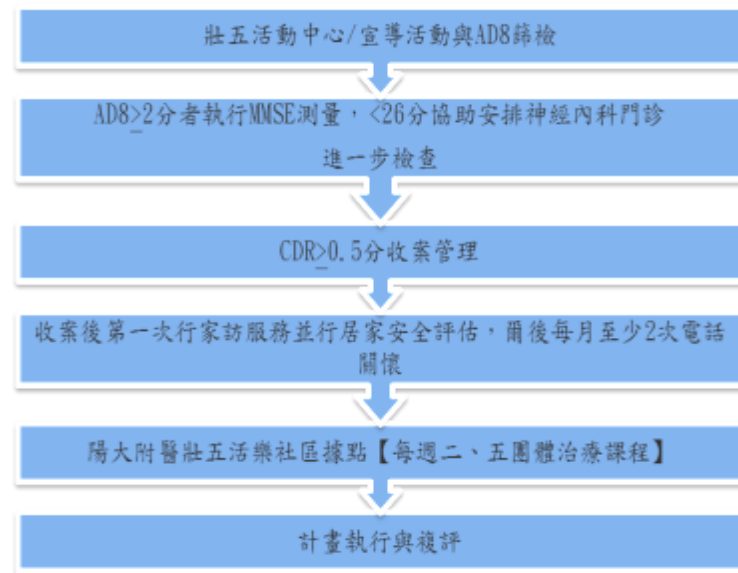 壯五活動中心/宣導活動與AD8篩檢
AD8>2分者執行MMSE測量，<26分協助安排神經內科門診
進一步檢查
CDR>0.5分收案管理
收案後第一次行家訪服務並行居家安全評估，爾後每月至少2次電話
關懷
陽大附醫壯五活樂社區據點【每週二、五團體治療課程】
計畫執行與複評